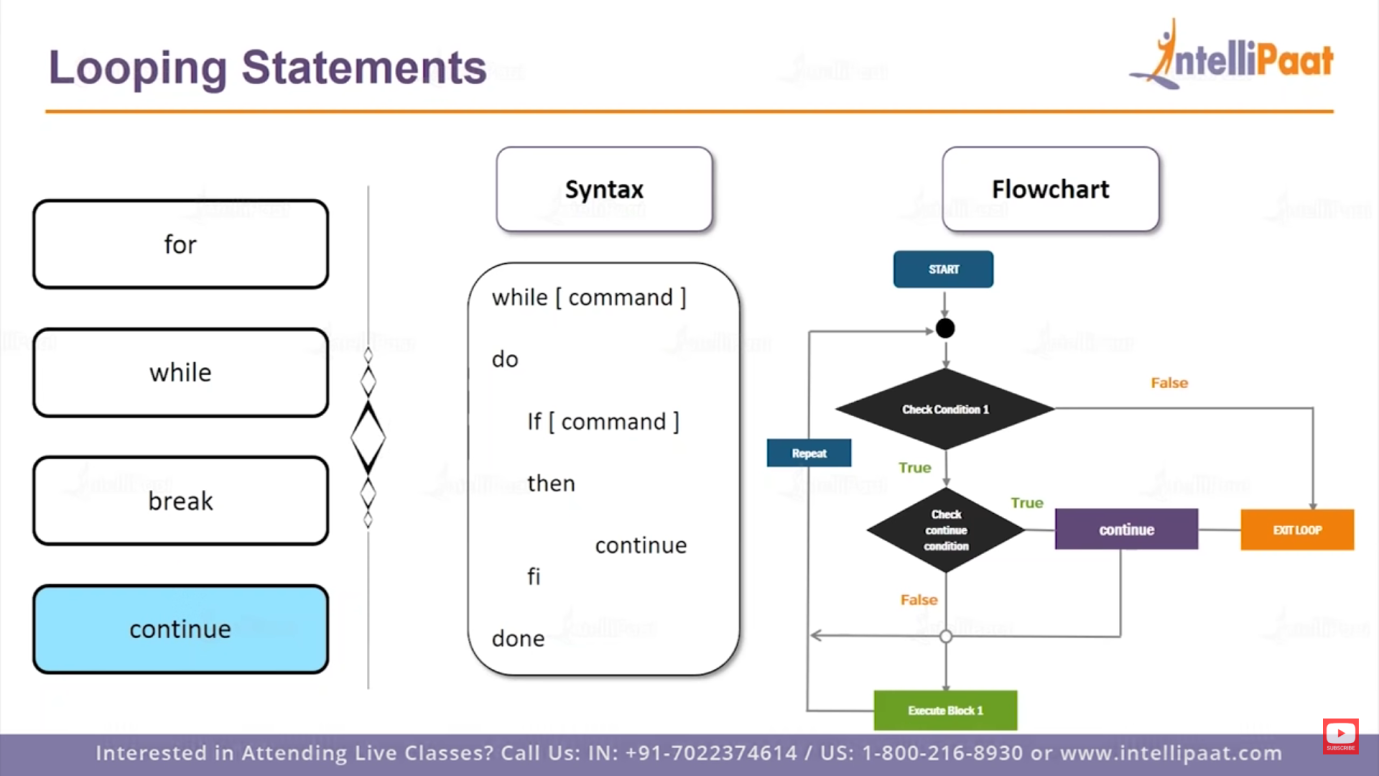 Looping Statements
IntelliPaat
for
while
break
continue
Syntax
while [ command ]
do
If [ command ]
then
continue
fi
done
Flowchart
START
Check Condition 1
False
Repeat
True
Check
continue
condition
True
continue
EXIT LOOP
False
Execute Block 1
SUBSCRIBE
Interested in Attending Live Classes? Call Us: IN: +91-7022374614 / US: 1-800-216-8930 or www.intellipaat.com